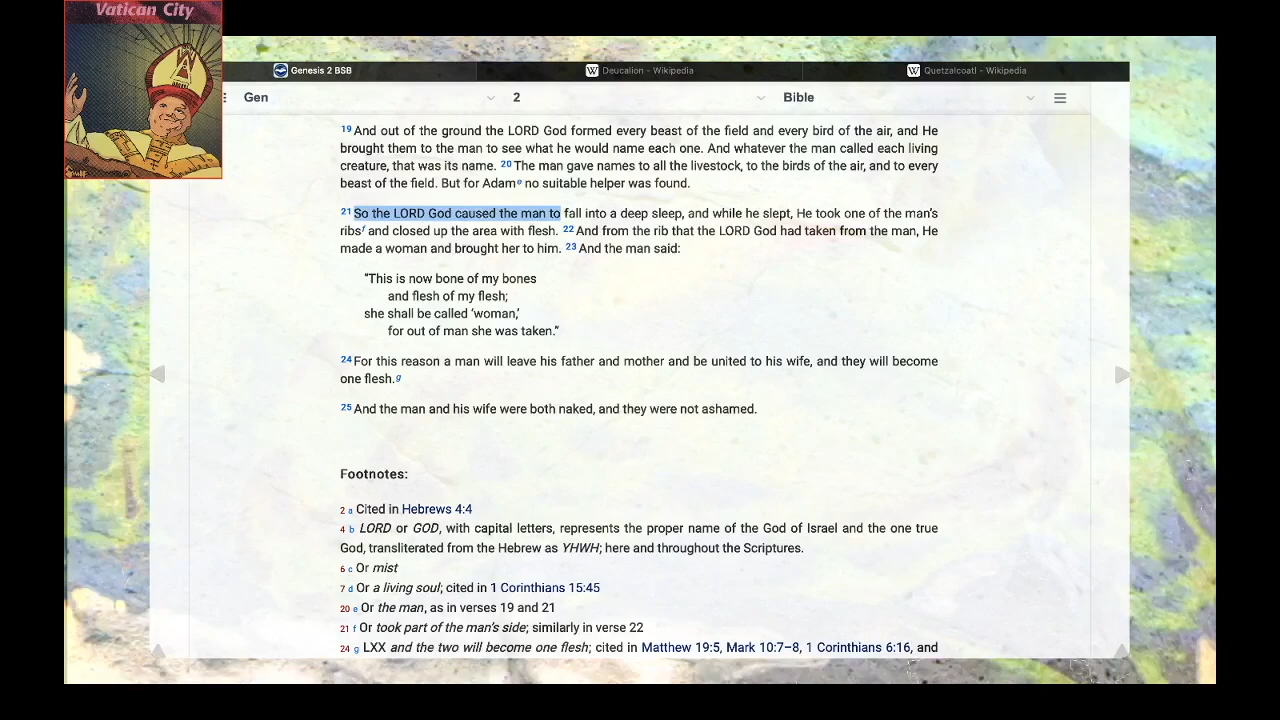 Vatican City
Genesis 2 BSB
Deucalion - Wikipedia
Quetzalcoatl - Wikipedia
Gen
2
Bible
19 And out of the ground the LORD God formed every beast of the field and every bird of the air, and He
brought them to the man to see what he would name each one. And whatever the man called each living
creature, that was its name. 20 The man gave names to all the livestock, to the birds of the air, and to every
beast of the field. But for Adam e no suitable helper was found.
21 So the LORD God caused the man to fall into a deep sleep, and while he slept, He took one of the man’s
ribs f and closed up the area with flesh. 22 And from the rib that the LORD God had taken from the man, He
made a woman and brought her to him. 23 And the man said:
“This is now bone of my bones
and flesh of my flesh;
she shall be called ‘woman,’
for out of man she was taken.”
24 For this reason a man will leave his father and mother and be united to his wife, and they will become
one flesh. g
25 And the man and his wife were both naked, and they were not ashamed.
Footnotes:
2 a Cited in Hebrews 4:4
4 b LORD or GOD, with capital letters, represents the proper name of the God of Israel and the one true
God, transliterated from the Hebrew as YHWH; here and throughout the Scriptures.
6 c Or mist
7 d Or a living soul; cited in 1 Corinthians 15:45
20 e Or the man, as in verses 19 and 21
21 f Or took part of the man’s side; similarly in verse 22
24 g LXX and the two will become one flesh; cited in Matthew 19:5, Mark 10:7–8, 1 Corinthians 6:16, and